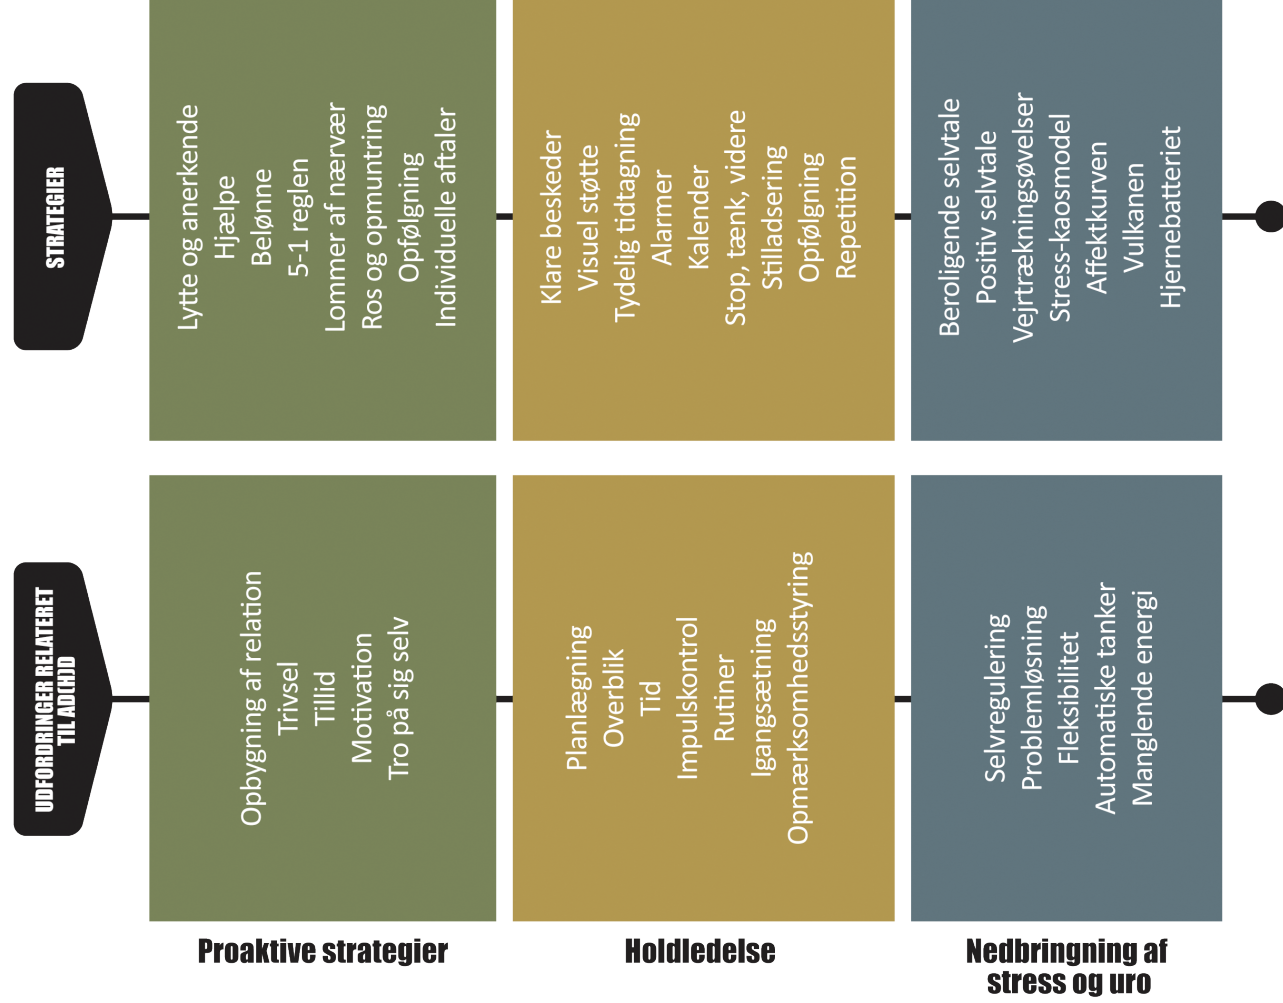 UDFORDRINGER RELATERET
TIL AD(H)D
STRATEGIER
Proaktive strategier
Opbygning af relation
Trivsel
Tillid
Motivation
Tro på sig selv
Lytte og anerkende
Hjælpe
Belønne
5-1 reglen
Lommer af nærvær
Ros og opmuntring
Opfølgning
Individuelle aftaler
Holdledelse
Planlægning
Overblik
Tid
Impulskontrol
Rutiner
Igangsætning
Opmærksomhedsstyring
Klare beskeder
Visuel støtte
Tydelig tidtagning
Alarmer
Kalender
Stop, tænk, videre
Stilladsering
Opfølgning
Repetition
Nedbringning af
stress og uro
Selvregulering
Problemløsning
Fleksibilitet
Automatiske tanker
Manglende energi
Beroligende selvtale
Positiv selvtale
Vejrtrækningsøvelser
Stress-kaosmodel
Affektkurven
Vulkanen
Hjernebatteriet